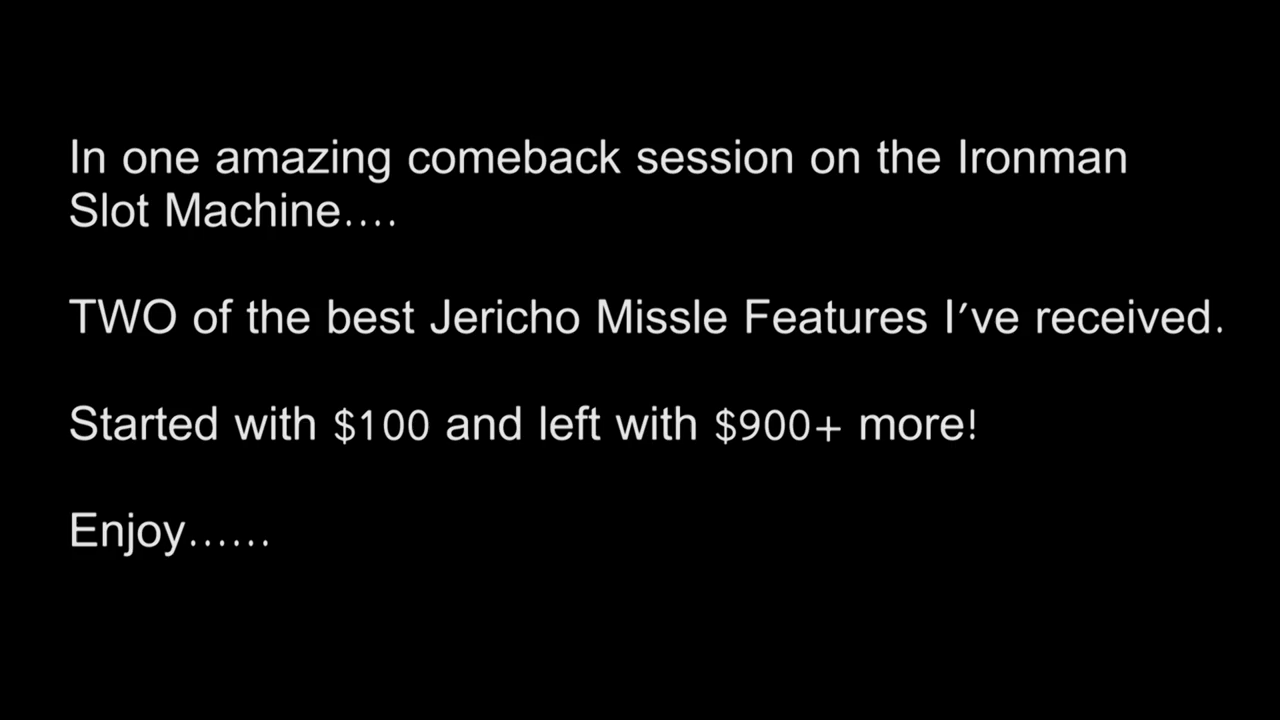 In one amazing comeback session on the Ironman
Slot Machine....
TWO of the best Jericho Missle Features I've received.
Started with $100 and left with $900+ more!
Enjoy......